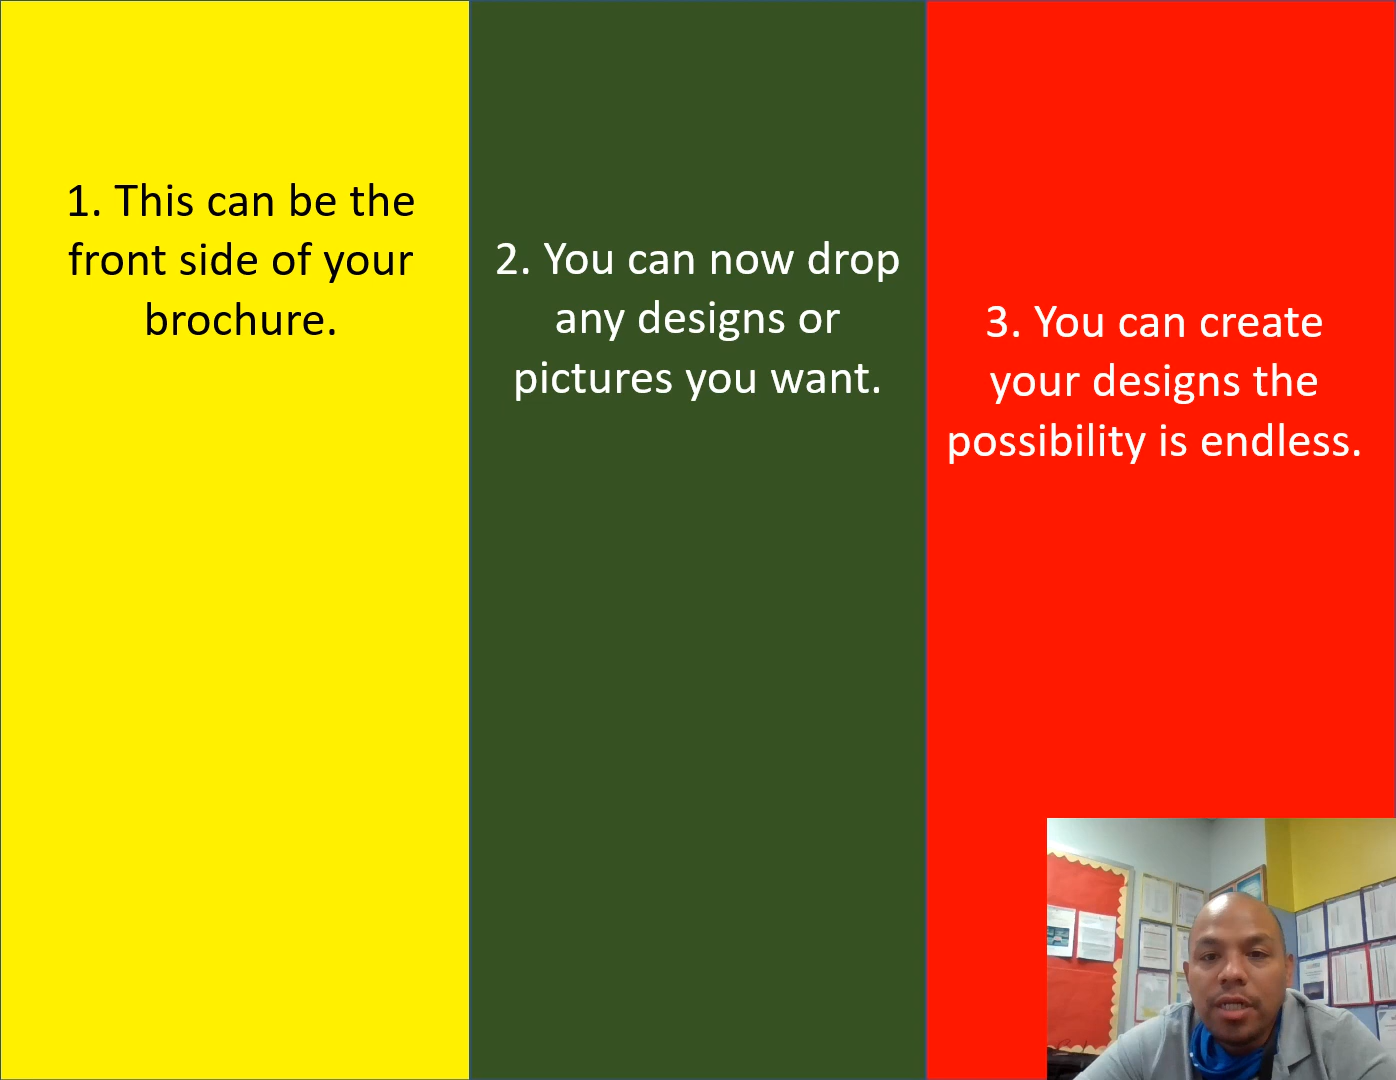 1. This can be the
front side of your
brochure.
2. You can now drop
any designs or
pictures you want.
3. You can create
your designs the
possibility is endless.